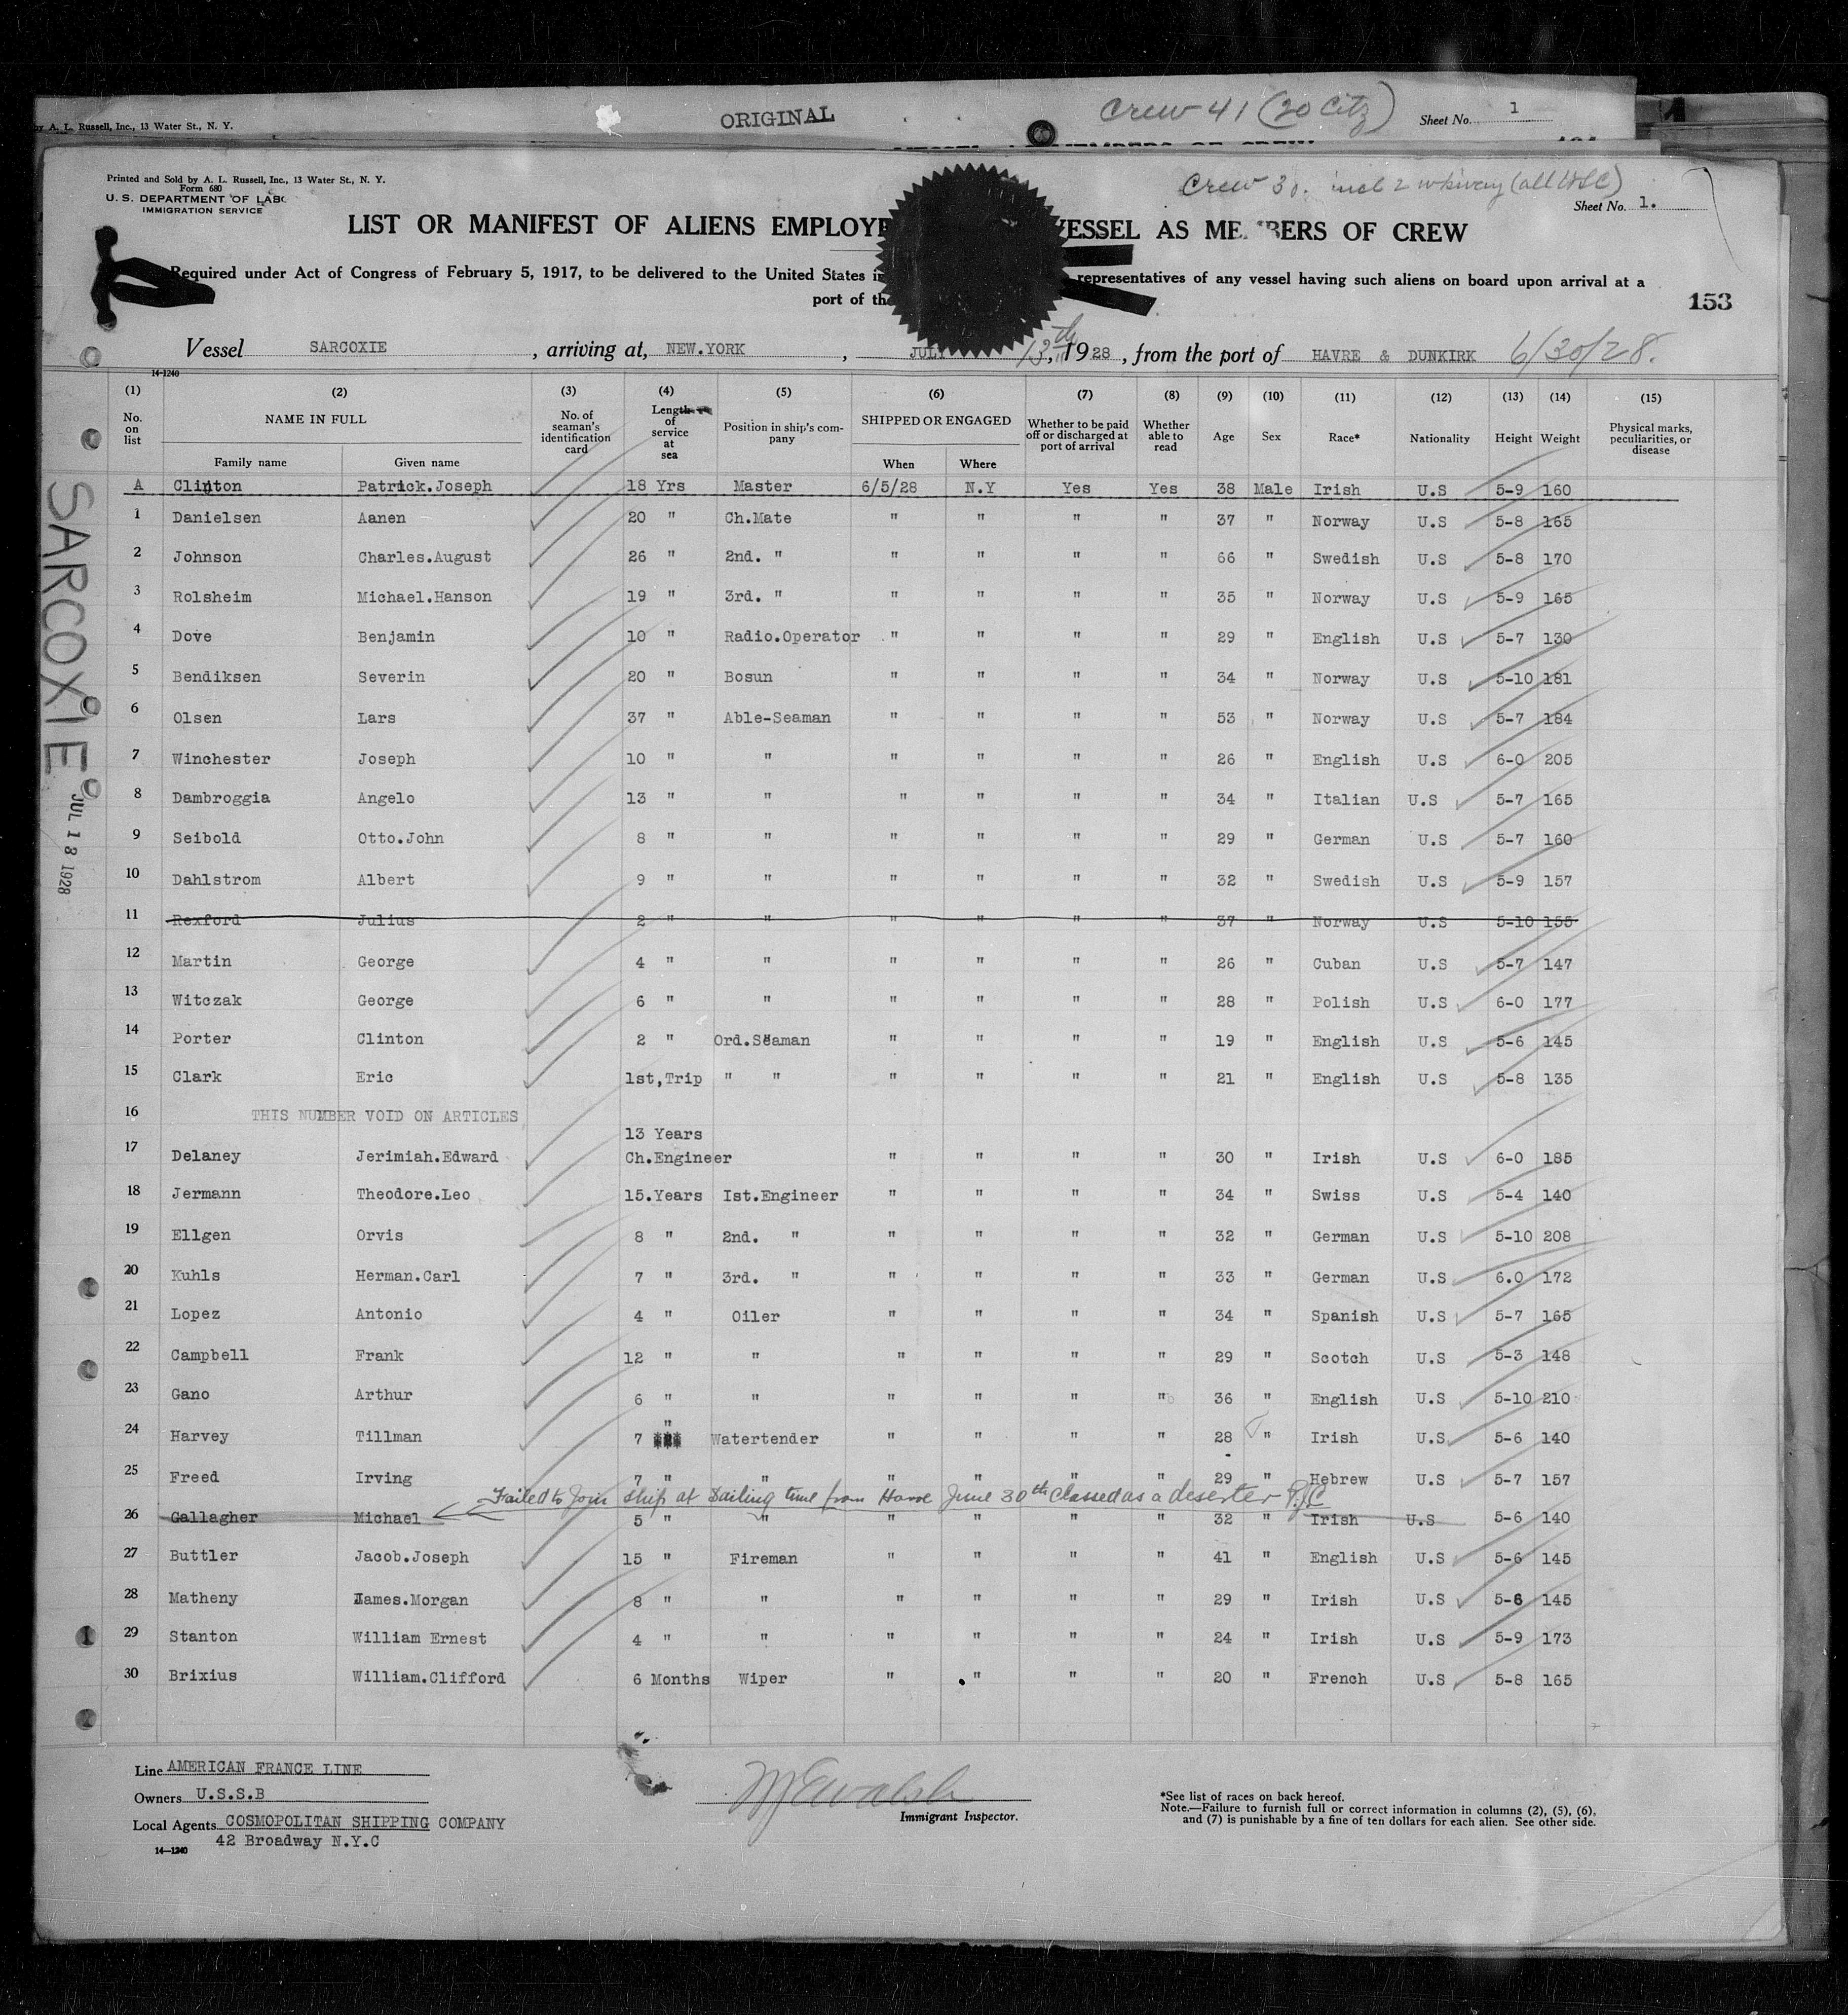 by A. L. Russell, Inc., 13 Water St., N. Y.
ORIGINAL
Crew 41 (20 Citz)
Sheet No. 1
Printed and Sold by A. L. Russell, Inc., 13 Water St., N. Y.
Form 680
U. S. DEPARTMENT OF LABO
IMMIGRATION SERVICE
Crew 30. incl 2 (all USC)
Sheet No. 1.
LIST OR MANIFEST OF ALIENS EMPLOYE VESSEL AS MEMBERS OF CREW
Required under Act of Congress of February 5, 1917, to be delivered to the United States representatives of any vessel having such aliens on board upon arrival at a
port of the
153
Vessel SARCOXIE , arriving at, NEW.YORK , JULY 13th, 1928 , from the port of HAVRE & DUNKIRK 6/30/28.
14-1240
(1) (2) (3) (4) (5) (6) (7) (8) (9) (10) (11) (12) (13) (14) (15)
No. on list NAME IN FULL Family name Given name No. of seaman's identification card Length of service at sea Position in ship's company SHIPPED OR ENGAGED When Where Whether to be paid off or discharged at port of arrival Whether able to read Age Sex Race* Nationality Height Weight Physical marks, peculiarities, or disease
A Clinton Patrick.Joseph 18 Yrs Master 6/5/28 N.Y Yes Yes 38 Male Irish U.S 5-9 160
1 Danielsen Aanen 20 " Ch.Mate " " " " 37 " Norway U.S 5-8 165
2 Johnson Charles.August 26 " 2nd. " " " " " 66 " Swedish U.S 5-8 170
3 Rolsheim Michael.Hanson 19 " 3rd. " " " " " 35 " Norway U.S 5-9 165
4 Dove Benjamin 10 " Radio.Operator " " " " 29 " English U.S 5-7 130
5 Bendiksen Severin 20 " Bosun " " " " 34 " Norway U.S 5-10 181
6 Olsen Lars 37 " Able-Seaman " " " " 53 " Norway U.S 5-7 184
7 Winchester Joseph 10 " " " " " " 26 " English U.S 6-0 205
8 Dambroggia Angelo 13 " " " " " " 34 " Italian U.S 5-7 165
9 Seibold Otto.John 8 " " " " " " 29 " German U.S 5-7 160
10 Dahlstrom Albert 9 " " " " " " 32 " Swedish U.S 5-9 157
11 Rexford Julius 2 " " " " " " 37 " Norway U.S 5-10 155
12 Martin George 4 " " " " " " 26 " Cuban U.S 5-7 147
13 Witczak George 6 " " " " " " 28 " Polish U.S 6-0 177
14 Porter Clinton 2 " Ord.Seaman " " " " 19 " English U.S 5-6 145
15 Clark Eric 1st,Trip " " " " " " 21 " English U.S 5-8 135
16 THIS NUMBER VOID ON ARTICLES
13 Years
17 Delaney Jerimiah.Edward Ch.Engineer " " " " 30 " Irish U.S 6-0 185
18 Jermann Theodore.Leo 15.Years Ist.Engineer " " " " 34 " Swiss U.S 5-4 140
19 Ellgen Orvis 8 " 2nd. " " " " " 32 " German U.S 5-10 208
20 Kuhls Herman.Carl 7 " 3rd. " " " " " 33 " German U.S 6.0 172
21 Lopez Antonio 4 " Oiler " " " " 34 " Spanish U.S 5-7 165
22 Campbell Frank 12 " " " " " " 29 " Scotch U.S 5-3 148
23 Gano Arthur 6 " " " " " " 36 " English U.S 5-10 210
24 Harvey Tillman 7 " Watertender " " " " 28 " Irish U.S. 5-6 140
25 Freed Irving 7 " " " " " " 29 " Hebrew U.S 5-7 157
Failed to Join Ship at Sailing time from Havre June 30th Classed as a deserter P.J.C
26 Gallagher Michael 5 " " " " " " 32 " Irish U.S 5-6 140
27 Buttler Jacob.Joseph 15 " Fireman " " " " 41 " English U.S 5-6 145
28 Matheny James.Morgan 8 " " " " " " 29 " Irish U.S 5-6 145
29 Stanton William Ernest 4 " " " " " " 24 " Irish U.S 5-9 173
30 Brixius William.Clifford 6 Months Wiper " " " " 20 " French U.S 5-8 165
SARCOXIE
JUL 18 1928
Line AMERICAN FRANCE LINE
Owners U.S.S.B
Local Agents COSMOPOLITAN SHIPPING COMPANY
42 Broadway N.Y.C
14-1240
Immigrant Inspector.
*See list of races on back hereof.
Note.—Failure to furnish full or correct information in columns (2), (5), (6),
and (7) is punishable by a fine of ten dollars for each alien. See other side.